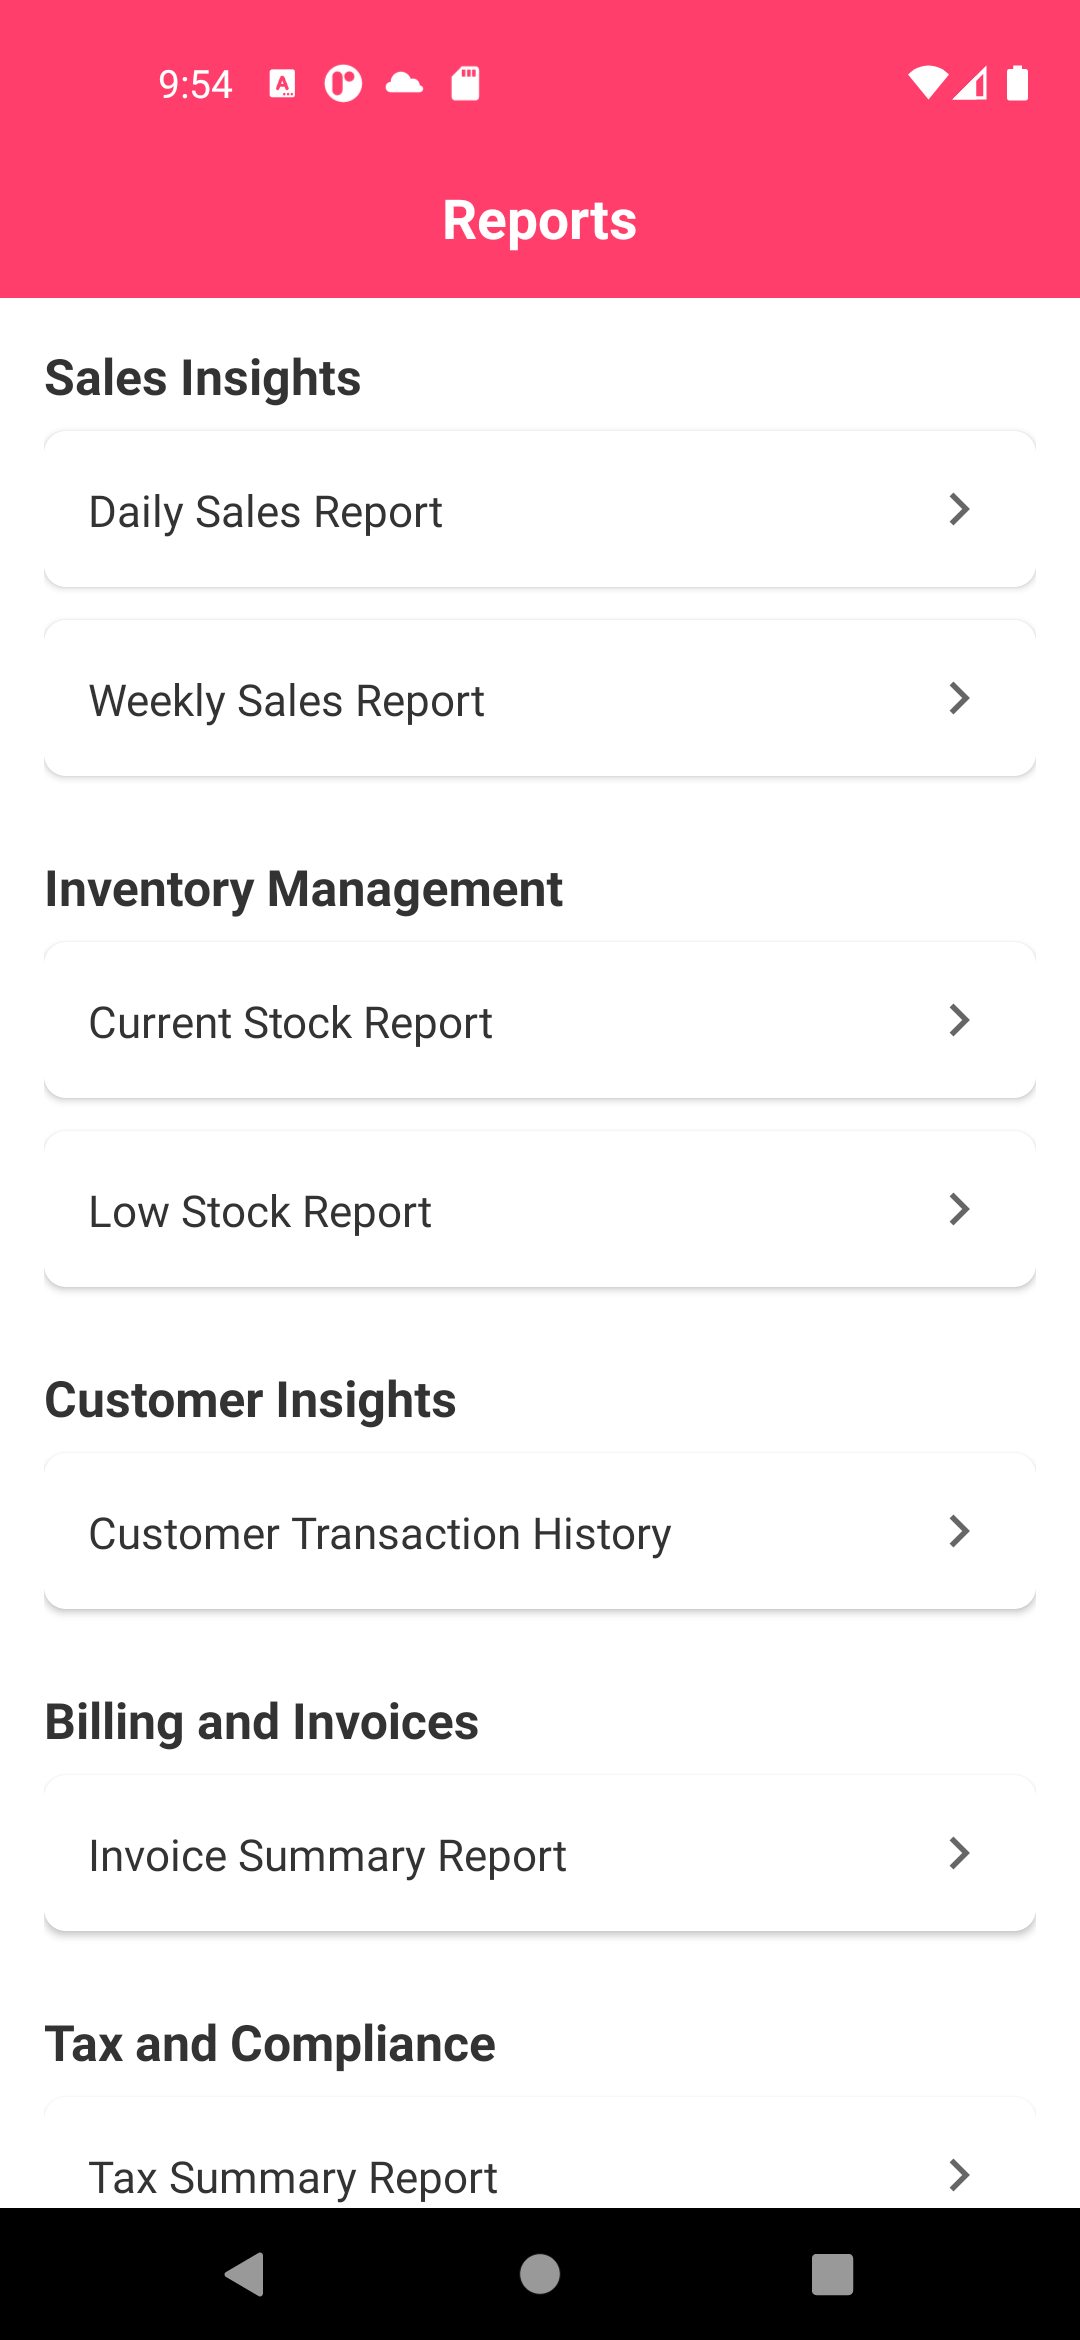 9:54
Reports
Sales Insights
Daily Sales Report
Weekly Sales Report
Inventory Management
Current Stock Report
Low Stock Report
Customer Insights
Customer Transaction History
Billing and Invoices
Invoice Summary Report
Tax and Compliance
Tax Summary Report